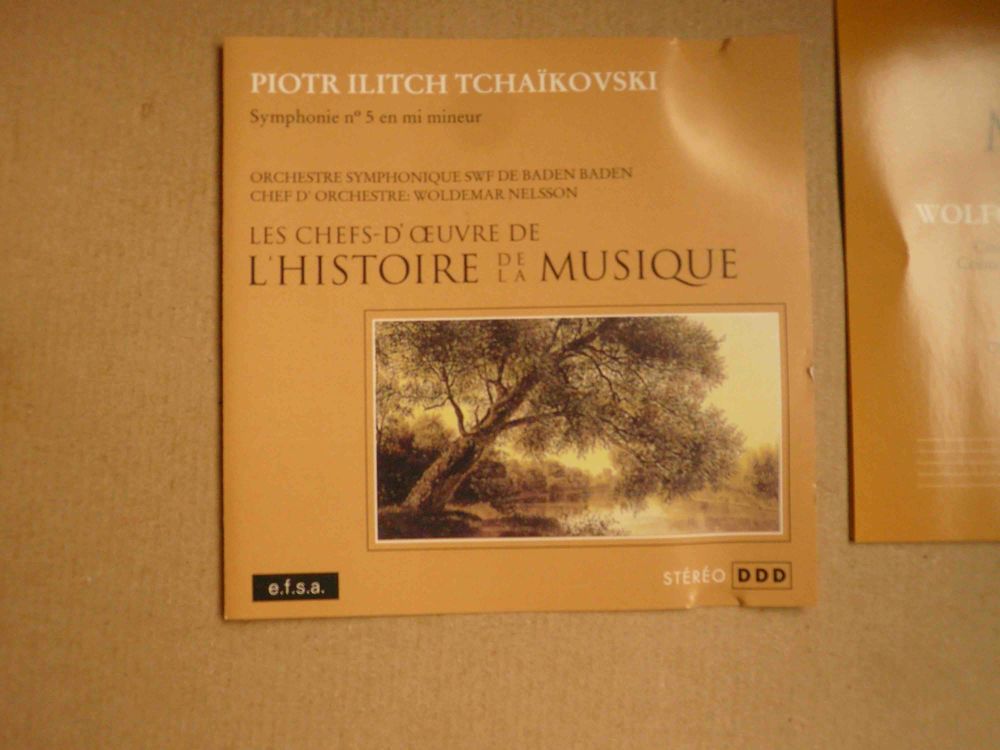 PIOTR ILITCH TCHAÏKOVSKI
Symphonie nº 5 en mi mineur
ORCHESTRE SYMPHONIQUE SWF DE BADEN BADEN
CHEF D' ORCHESTRE: WOLDEMAR NELSSON
LES CHEFS-D' ŒUVRE DE
L'HISTOIRE DE LA MUSIQUE
e.f.s.a.
STÉRÉO DDD
WOLF